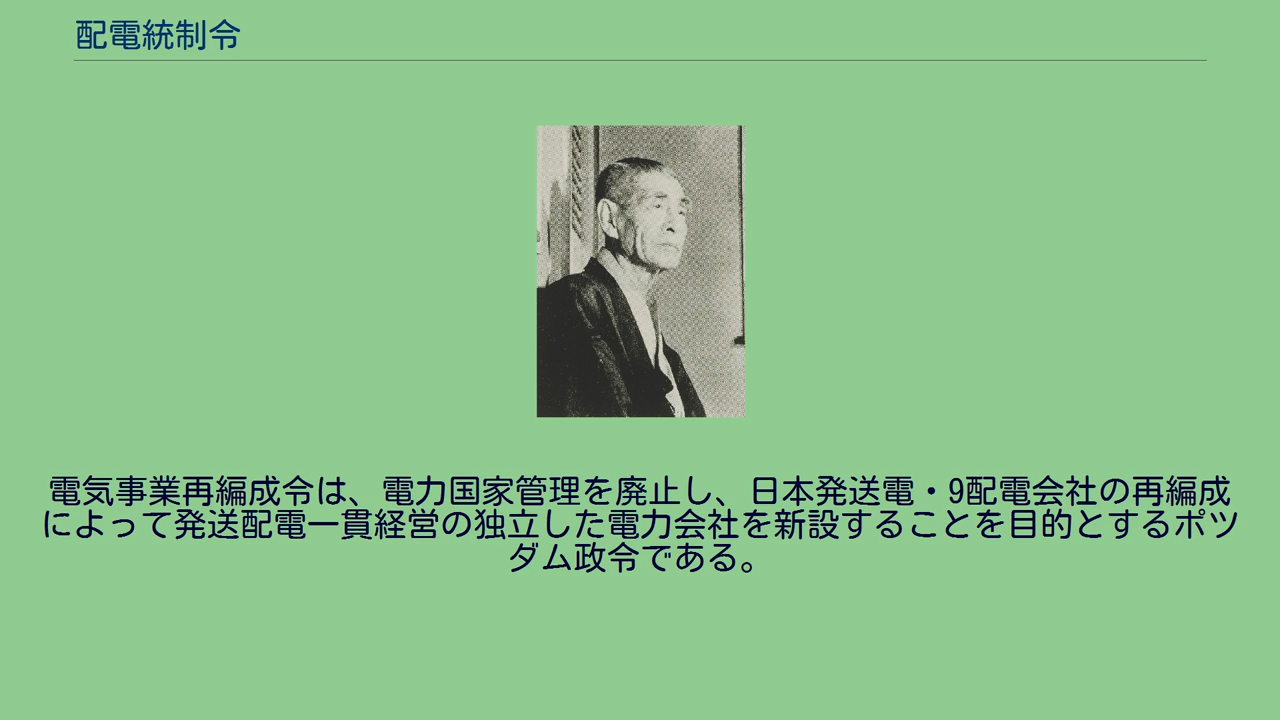 配電統制令
電気事業再編成令は、電力国家管理を廃止し、日本発送電・9配電会社の再編成
によって発送配電一貫経営の独立した電力会社を新設することを目的とするポツ
ダム政令である。